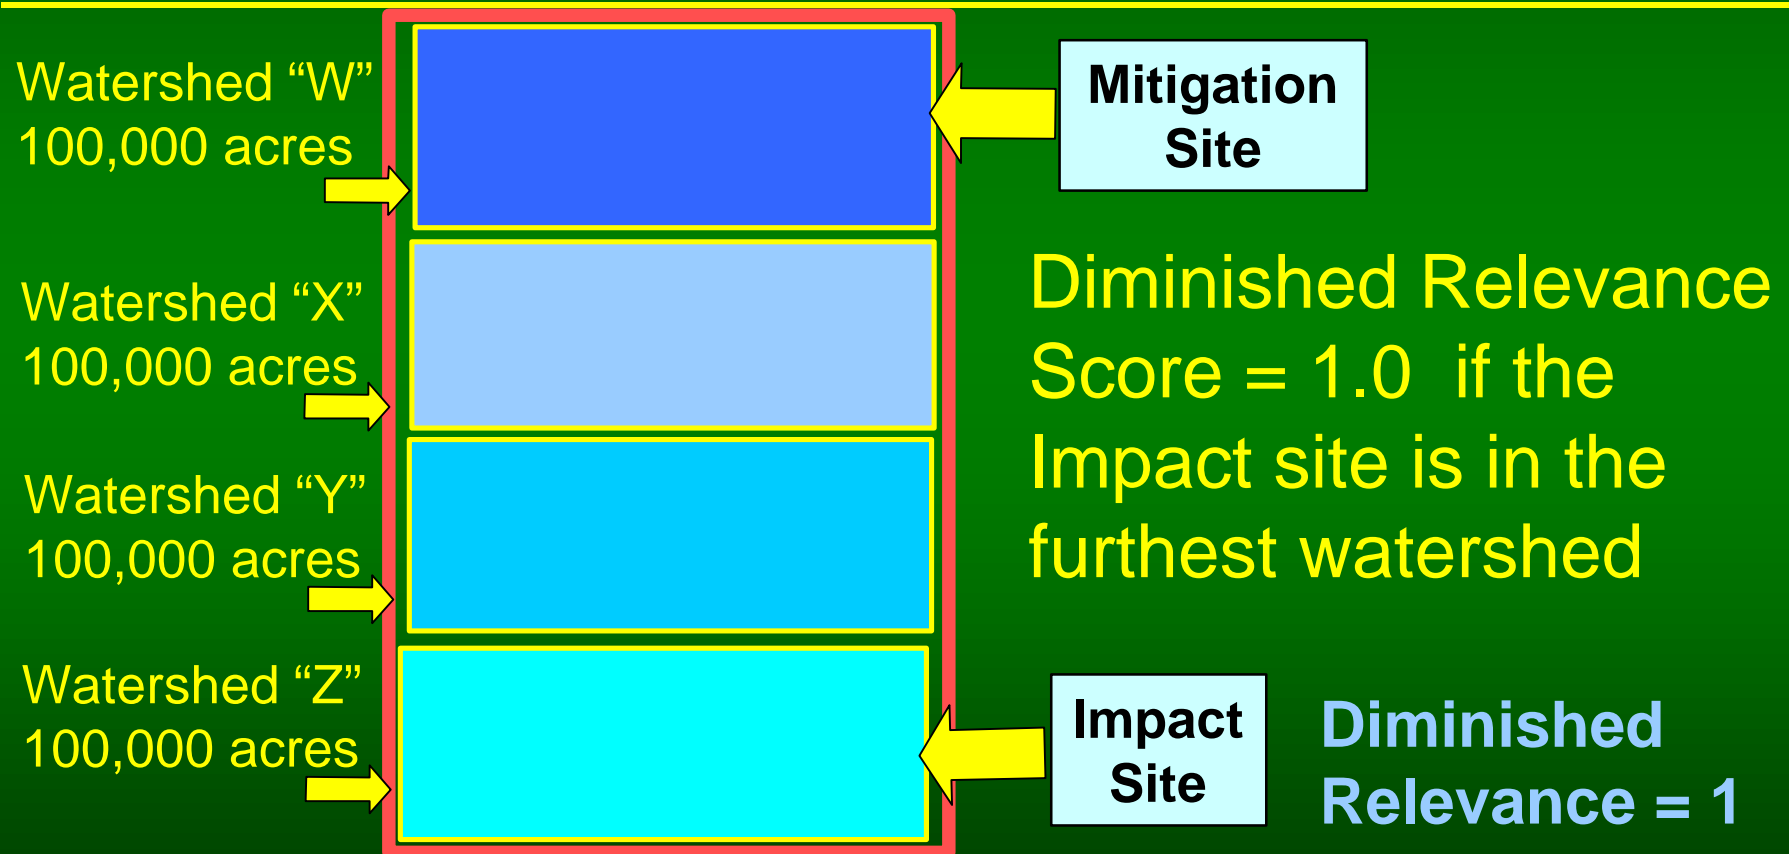 Watershed “W”
100,000 acres
Mitigation
Site
Watershed “X”
100,000 acres
Diminished Relevance
Score = 1.0 if the
Impact site is in the
furthest watershed
Watershed “Y”
100,000 acres
Watershed “Z”
100,000 acres
Impact
Site
Diminished
Relevance = 1